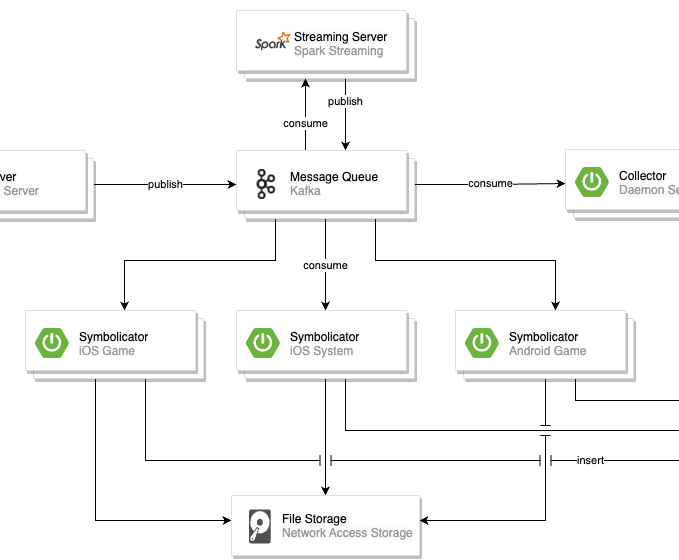 Spark
Streaming Server
Spark Streaming
publish
consume
ver
Server
publish
Message Queue
Kafka
consume
Collector
Daemon Se
consume
Symbolicator
iOS Game
Symbolicator
iOS System
Symbolicator
Android Game
insert
File Storage
Network Access Storage